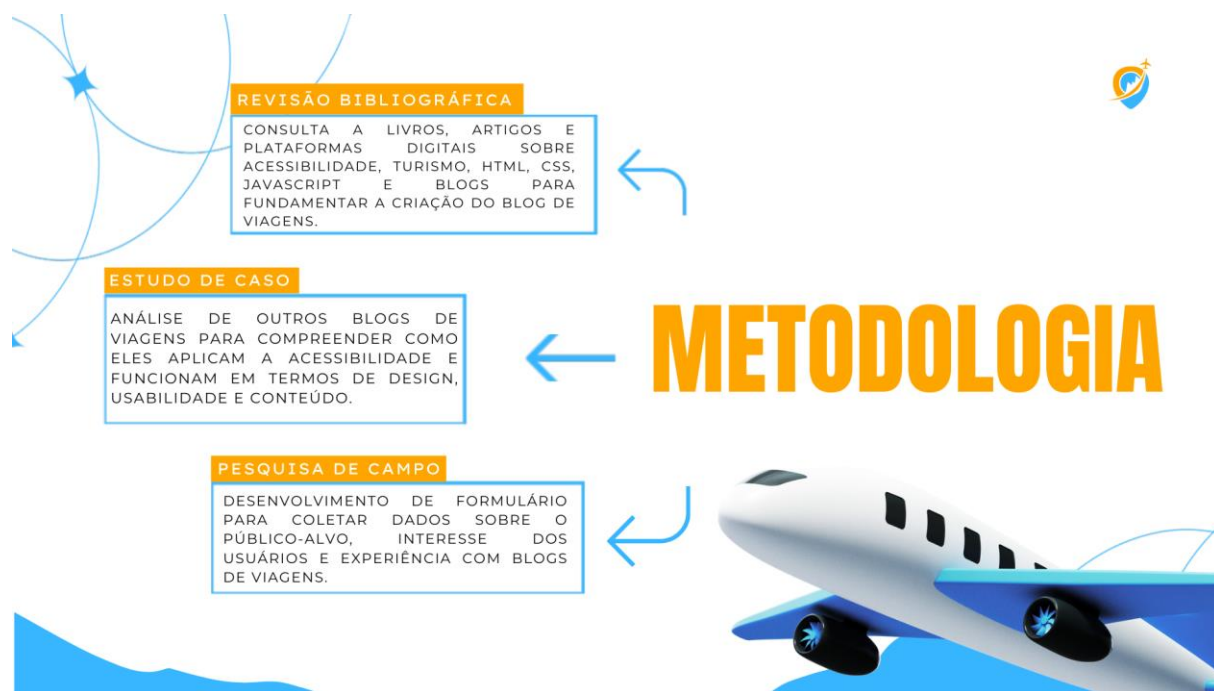 REVISÃO BIBLIOGRÁFICA
CONSULTA A LIVROS, ARTIGOS E
PLATAFORMAS DIGITAIS SOBRE
ACESSIBILIDADE, TURISMO, HTML, CSS,
JAVASCRIPT E BLOGS PARA
FUNDAMENTAR A CRIAÇÃO DO BLOG DE
VIAGENS.
ESTUDO DE CASO
ANÁLISE DE OUTROS BLOGS DE
VIAGENS PARA COMPREENDER COMO
ELES APLICAM A ACESSIBILIDADE E
FUNCIONAM EM TERMOS DE DESIGN,
USABILIDADE E CONTEÚDO.
METODOLOGIA
PESQUISA DE CAMPO
DESENVOLVIMENTO DE FORMULÁRIO
PARA COLETAR DADOS SOBRE O
PÚBLICO-ALVO, INTERESSE DOS
USUÁRIOS E EXPERIÊNCIA COM BLOGS
DE VIAGENS.